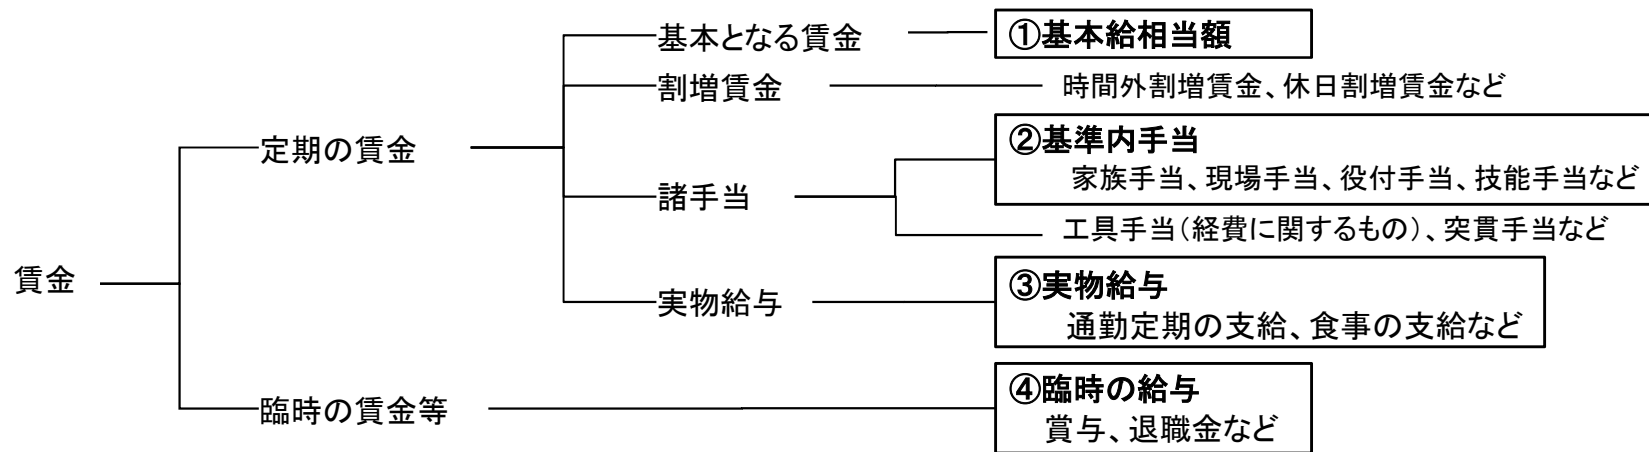 基本となる賃金
①基本給相当額
割増賃金
時間外割増賃金、休日割増賃金など
定期の賃金
②基準内手当
家族手当、現場手当、役付手当、技能手当など
諸手当
工具手当(経費に関するもの)、突貫手当など
賃金
③実物給与
実物給与
通勤定期の支給、食事の支給など
④臨時の給与
臨時の賃金等
賞与、退職金など